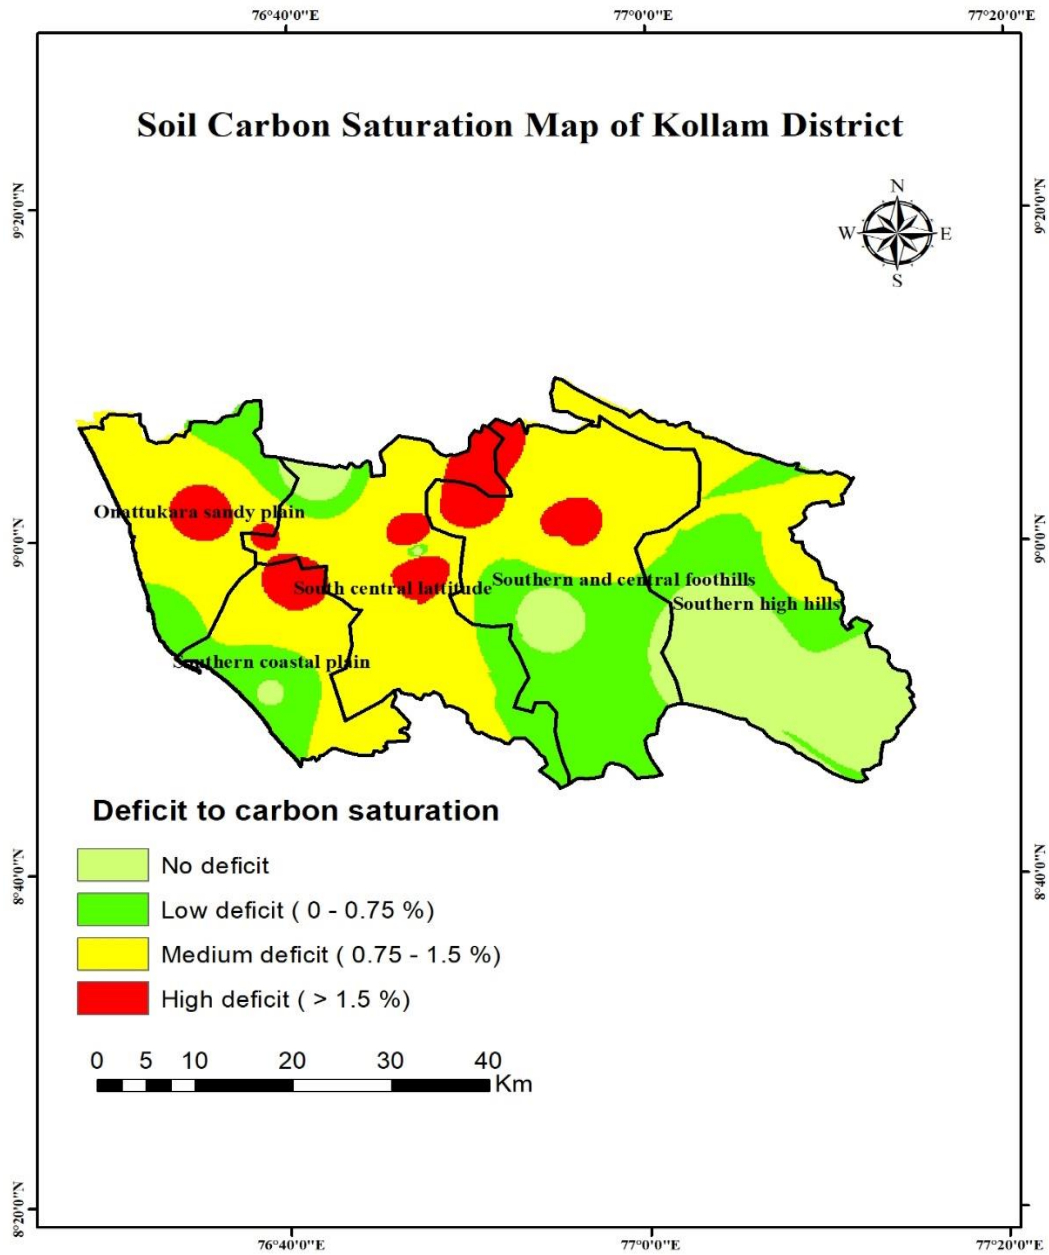 76°40'0"E 77°0'0"E 77°20'0"E
Soil Carbon Saturation Map of Kollam District
N
W E
S
9°20'0"N 9°20'0"N
Onattukara sandy plain
9°0'0"N 9°0'0"N
Southern and central foothills
South central lattitude
Southern high hills
Southern coastal plain
Deficit to carbon saturation
No deficit
8°40'0"N 8°40'0"N
Low deficit ( 0 - 0.75 %)
Medium deficit ( 0.75 - 1.5 %)
High deficit ( > 1.5 %)
0 5 10 20 30 40
Km
8°20'0"N
76°40'0"E 77°0'0"E 77°20'0"E